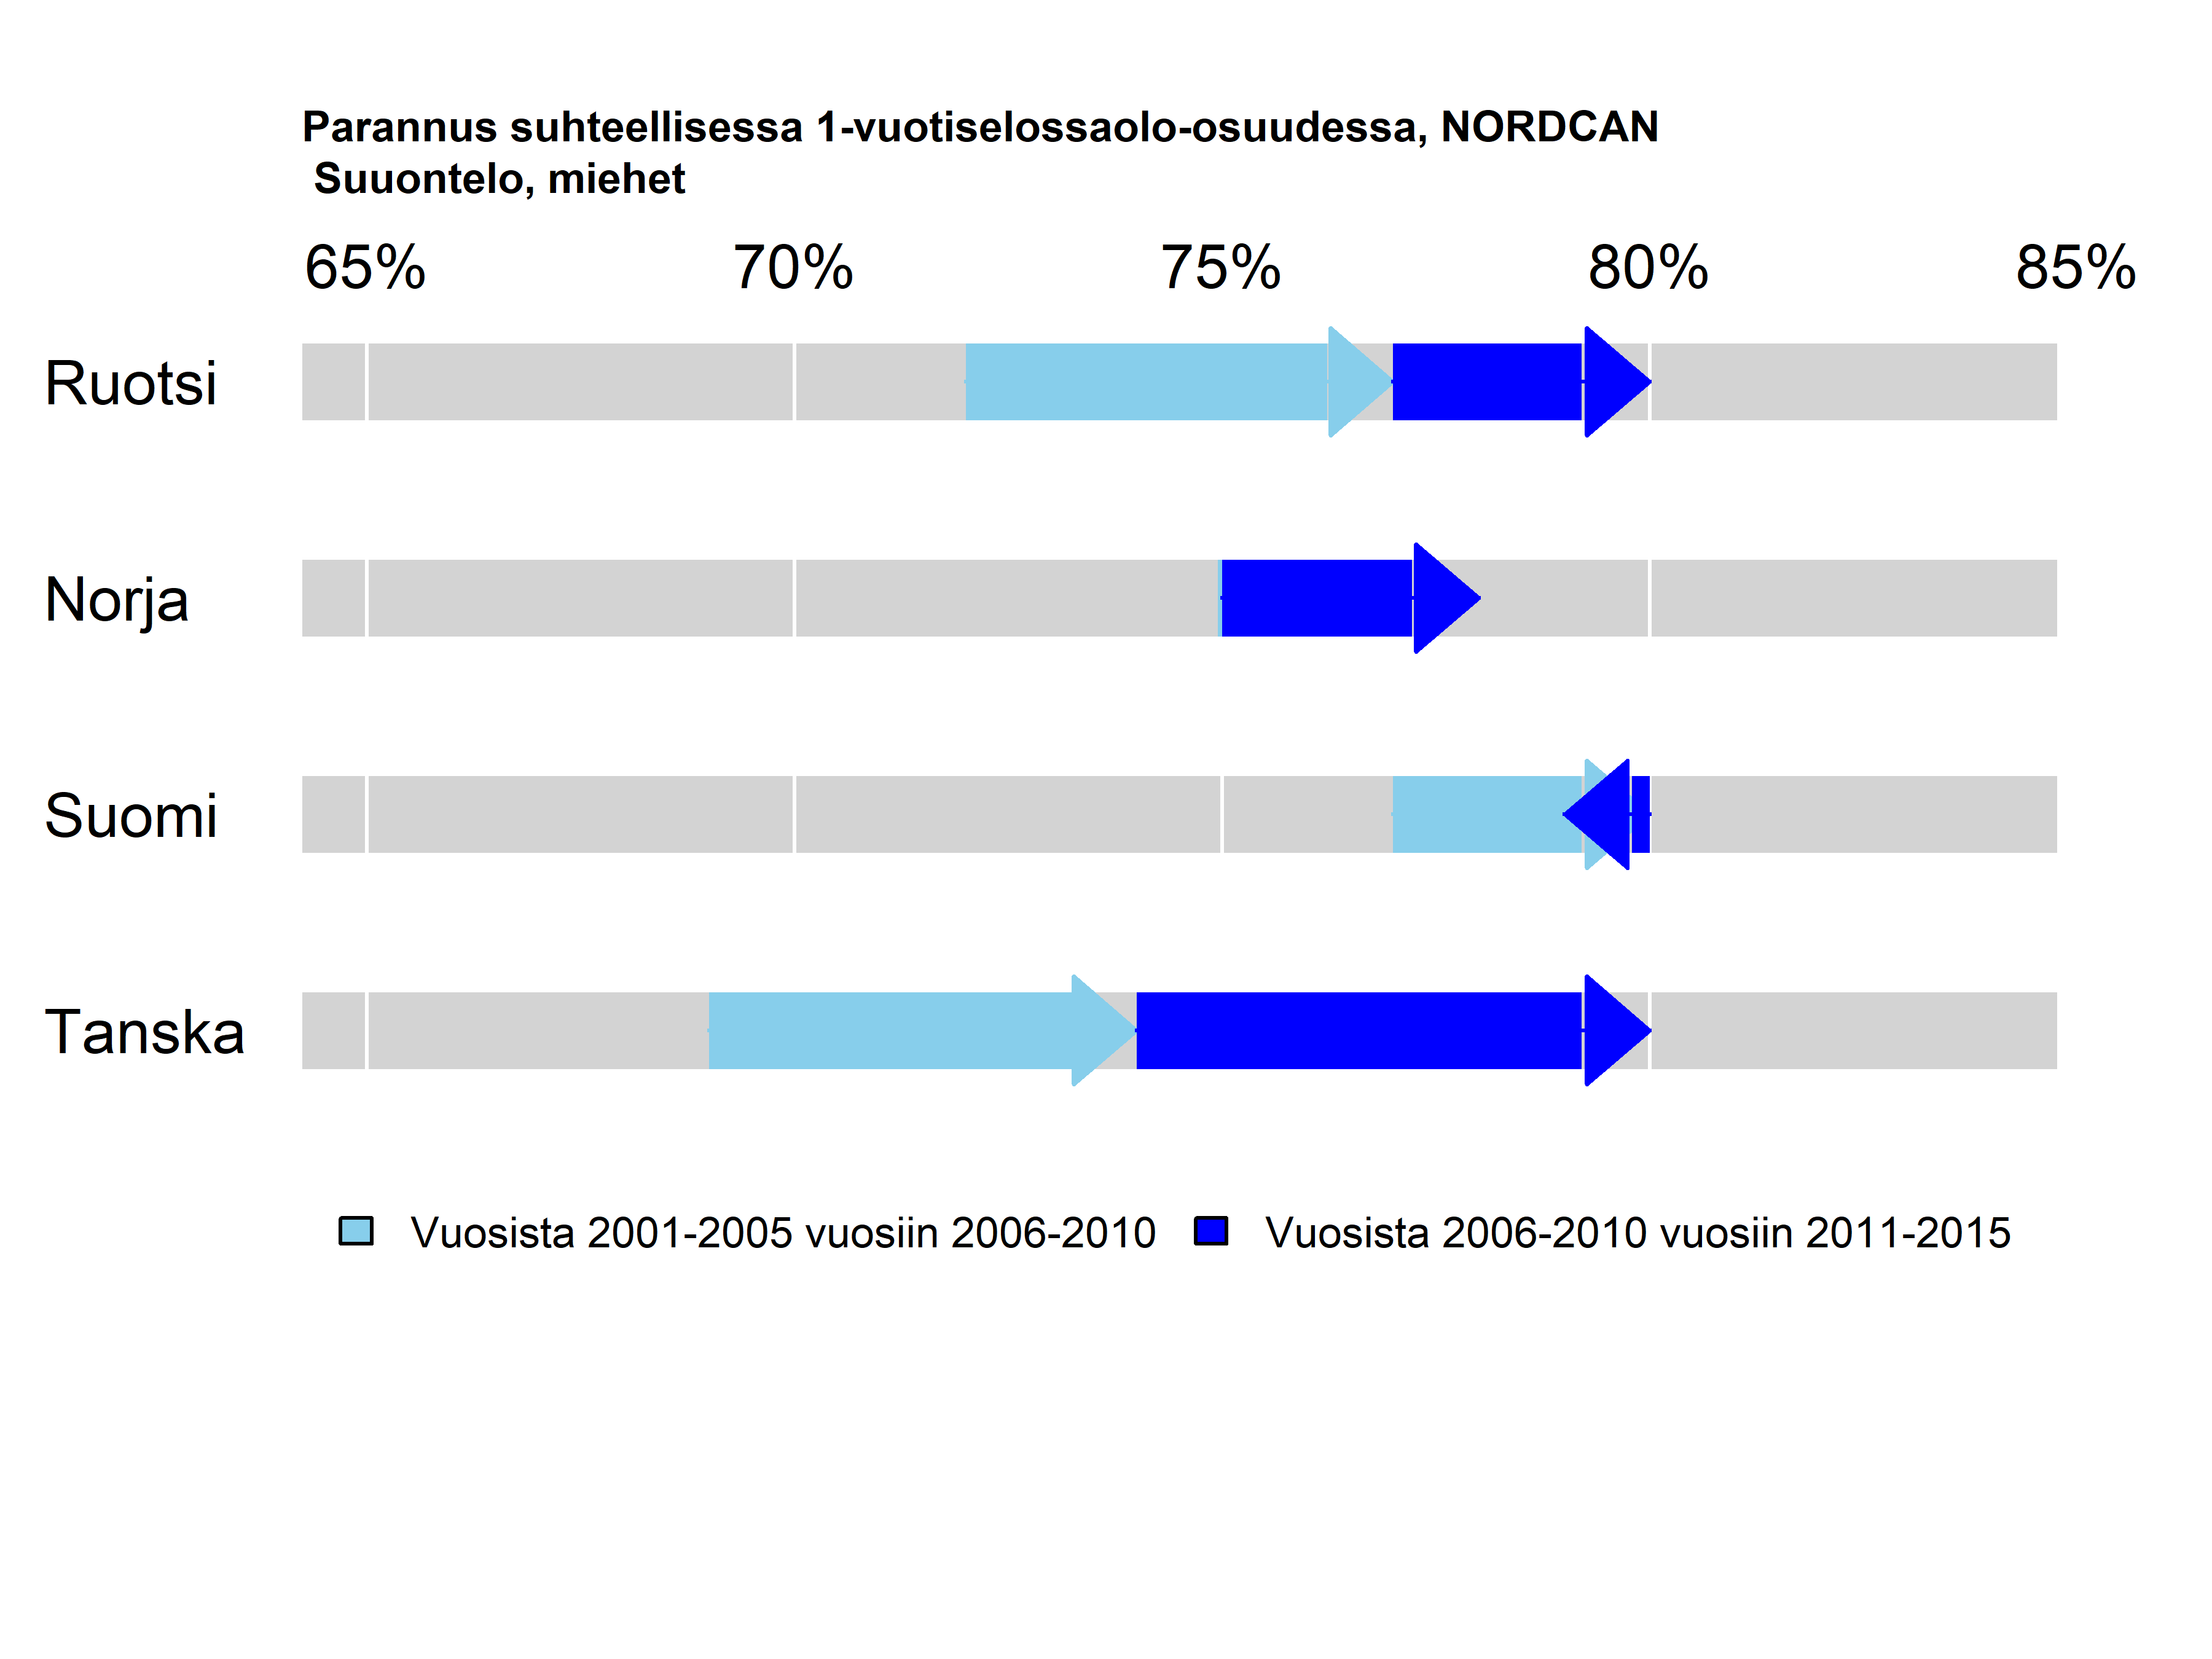 Parannus suhteellisessa 1-vuotiselossaolo-osuudessa, NORDCAN
Suuontelo, miehet
65% 70% 75% 80% 85%
Ruotsi
Norja
Suomi
Tanska
Vuosista 2001-2005 vuosiin 2006-2010 Vuosista 2006-2010 vuosiin 2011-2015